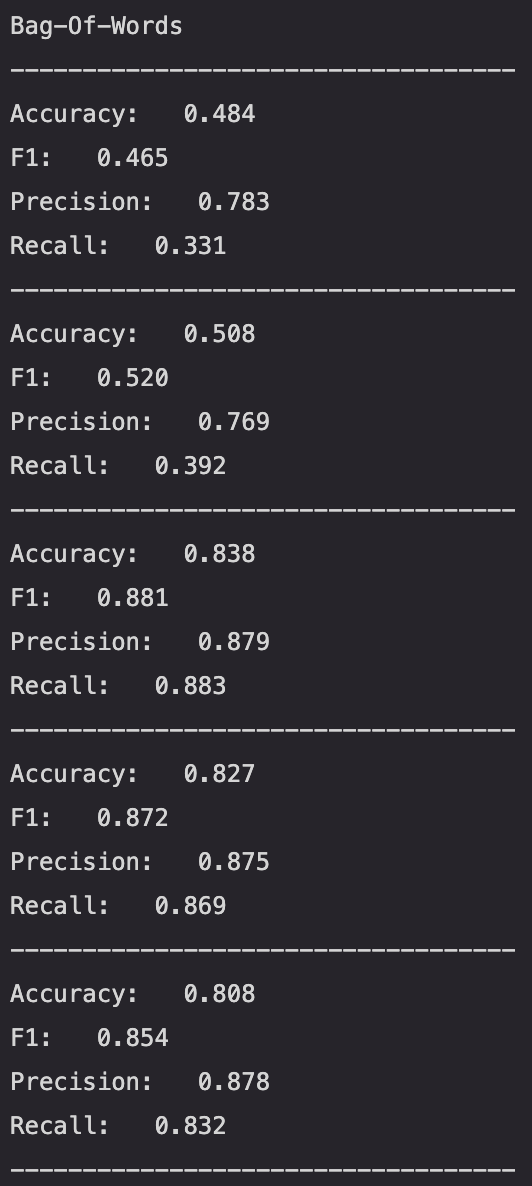 Bag-Of-Words
-----------------------------------
Accuracy:   0.484
F1:   0.465
Precision:   0.783
Recall:   0.331
-----------------------------------
Accuracy:   0.508
F1:   0.520
Precision:   0.769
Recall:   0.392
-----------------------------------
Accuracy:   0.838
F1:   0.881
Precision:   0.879
Recall:   0.883
-----------------------------------
Accuracy:   0.827
F1:   0.872
Precision:   0.875
Recall:   0.869
-----------------------------------
Accuracy:   0.808
F1:   0.854
Precision:   0.878
Recall:   0.832
-----------------------------------